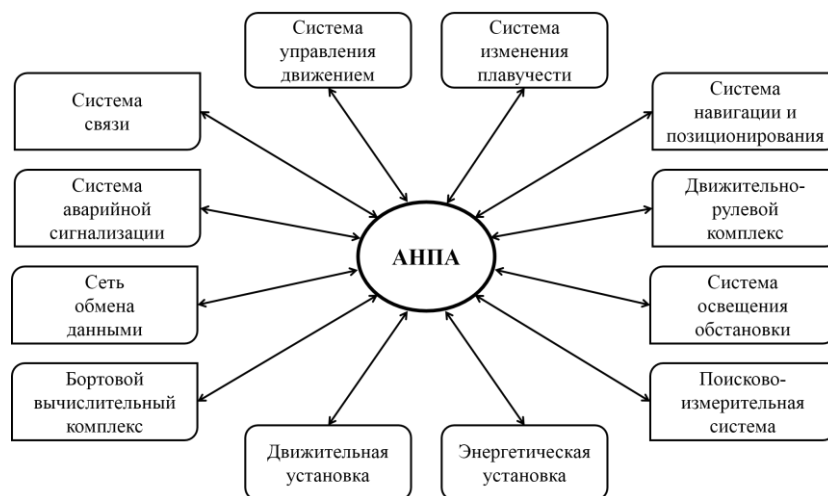 Система
управления
движением
Система
изменения
плавучести
Система
связи
Система
навигации и
позиционирования
Система
аварийной
сигнализации
Движительно-
рулевой
комплекс
АНПА
Сеть
обмена
данными
Система
освещения
обстановки
Бортовой
вычислительный
комплекс
Поисково-
измерительная
система
Движительная
установка
Энергетическая
установка